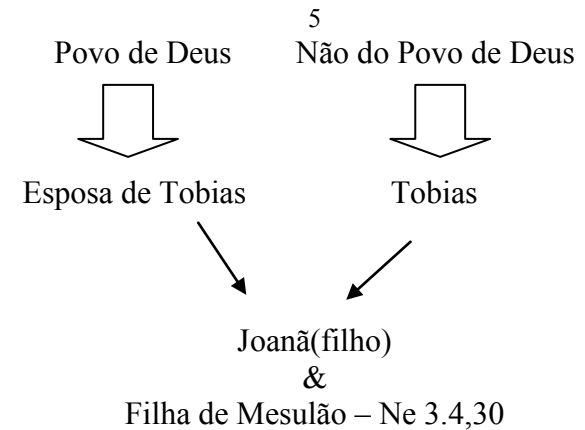 5
Povo de Deus Não do Povo de Deus
Esposa de Tobias Tobias
Joanã(filho)
&
Filha de Mesulão – Ne 3.4,30